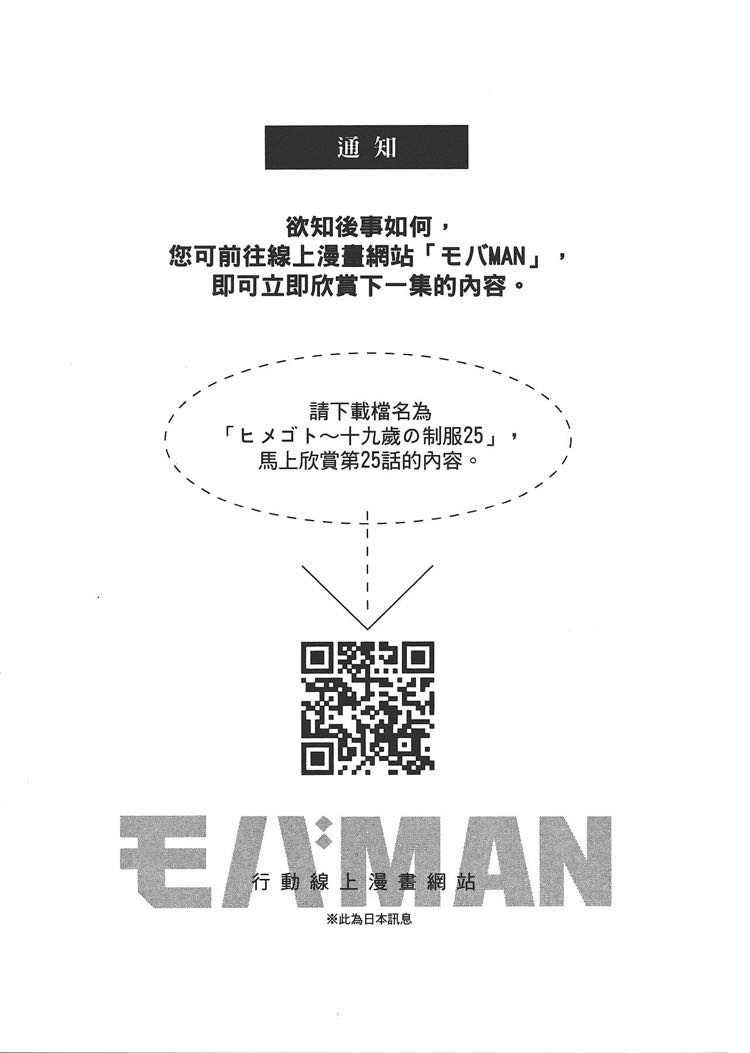 通知
欲知後事如何，
您可前往線上漫畫網站「モバMAN」，
即可立即欣賞下一集的內容。
請下載檔名為
「ヒメゴト～十九歲の制服25」，
馬上欣賞第25話的內容。
モバMAN
行動線上漫畫網站
※此為日本訊息